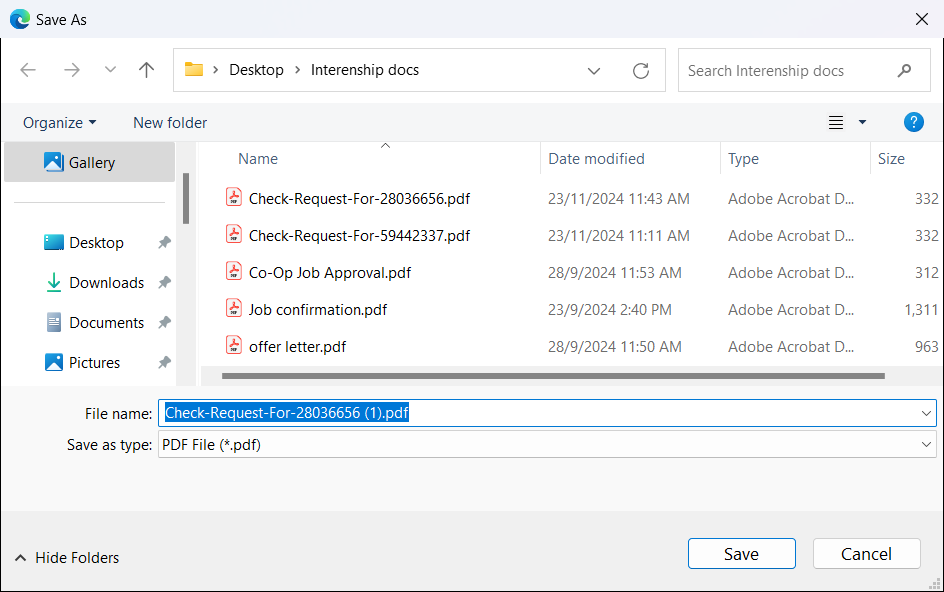 Save As
Desktop > Interenship docs
Search Interenship docs
Organize
New folder
?
Gallery
Desktop
Downloads
Documents
Pictures
Name Date modified Type Size
Check-Request-For-28036656.pdf 23/11/2024 11:43 AM Adobe Acrobat D... 332
Check-Request-For-59442337.pdf 23/11/2024 11:11 AM Adobe Acrobat D... 332
Co-Op Job Approval.pdf 28/9/2024 11:53 AM Adobe Acrobat D... 312
Job confirmation.pdf 23/9/2024 2:40 PM Adobe Acrobat D... 1,311
offer letter.pdf 28/9/2024 11:50 AM Adobe Acrobat D... 963
File name: Check-Request-For-28036656 (1).pdf
Save as type: PDF File (*.pdf)
Hide Folders
Save
Cancel